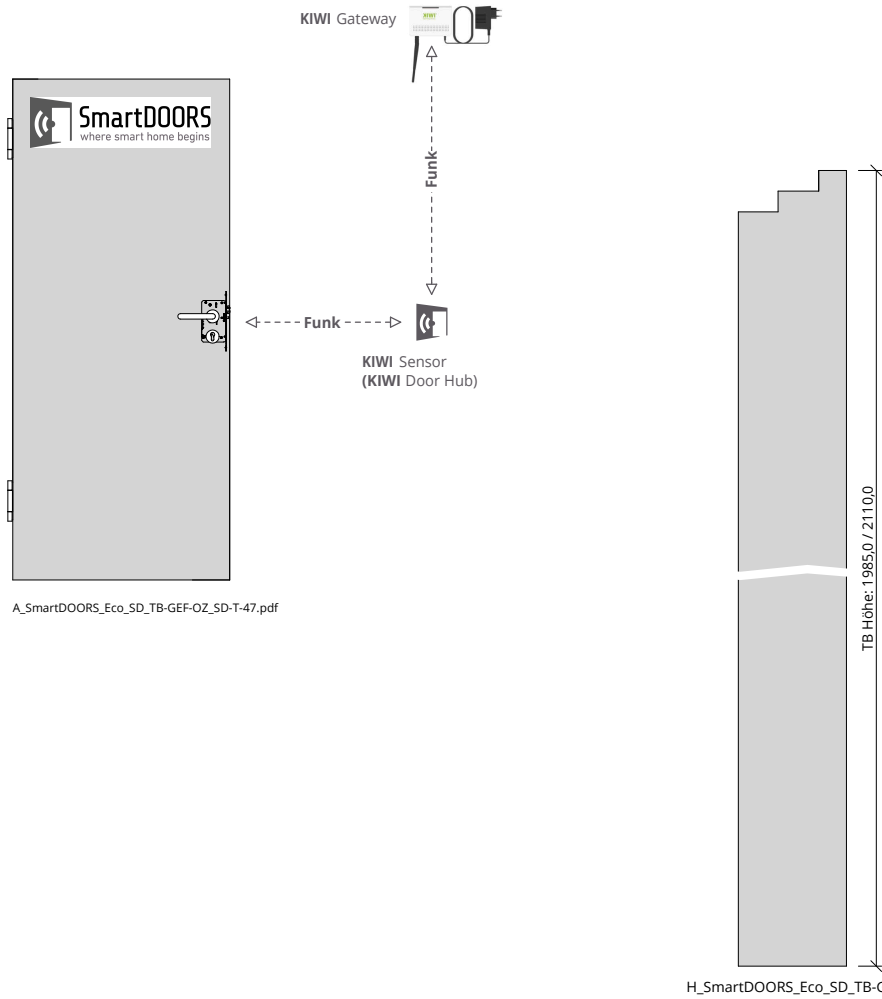 KIWI Gateway
SmartDOORS
where smart home begins
Funk
Funk
KIWI Sensor
(KIWI Door Hub)
TB Höhe: 1985,0 / 2110,0
A_SmartDOORS_Eco_SD_TB-GEF-OZ_SD-T-47.pdf
H_SmartDOORS_Eco_SD_TB-